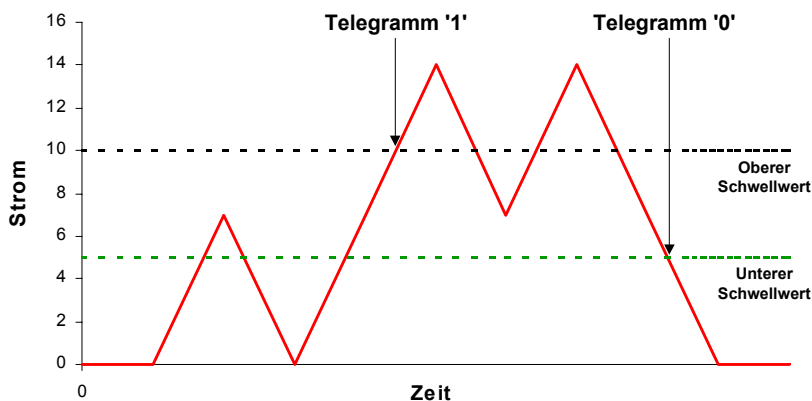 Telegramm '1' Telegramm '0'
16
14
12
10
8
6
4
2
0
Strom
Oberer
Schwellwert
Unterer
Schwellwert
0
Zeit